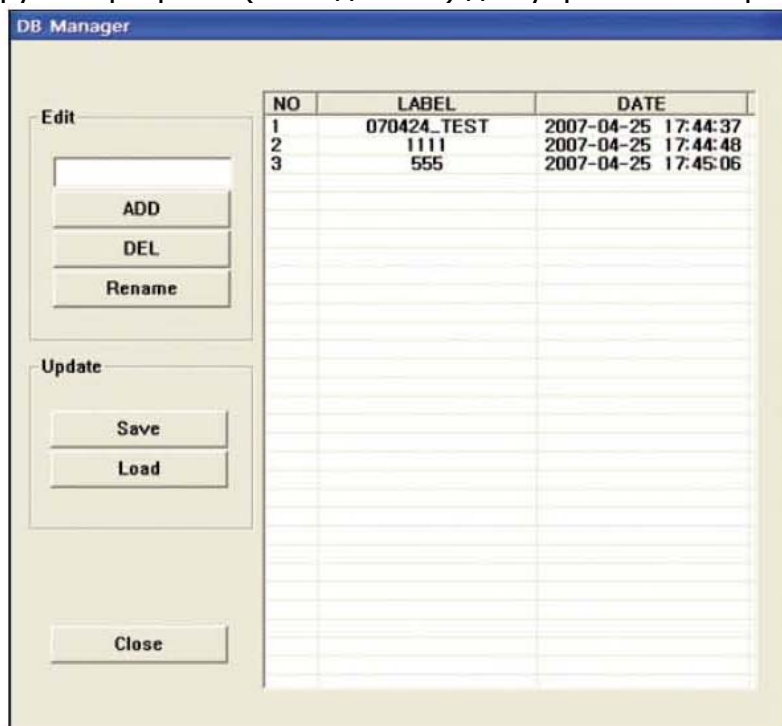 DB Manager
Edit
ADD
DEL
Rename
Update
Save
Load
Close
NO LABEL DATE
1 070424_TEST 2007-04-25 17:44:37
2 1111 2007-04-25 17:44:48
3 555 2007-04-25 17:45:06